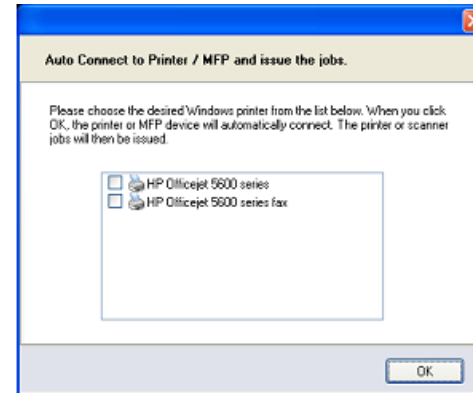 Auto Connect to Printer / MFP and issue the jobs.
Please choose the desired Windows printer from the list below. When you click
OK, the printer or MFP device will automatically connect. The printer or scanner
jobs will then be issued.
HP Officejet 5600 series
HP Officejet 5600 series fax
OK